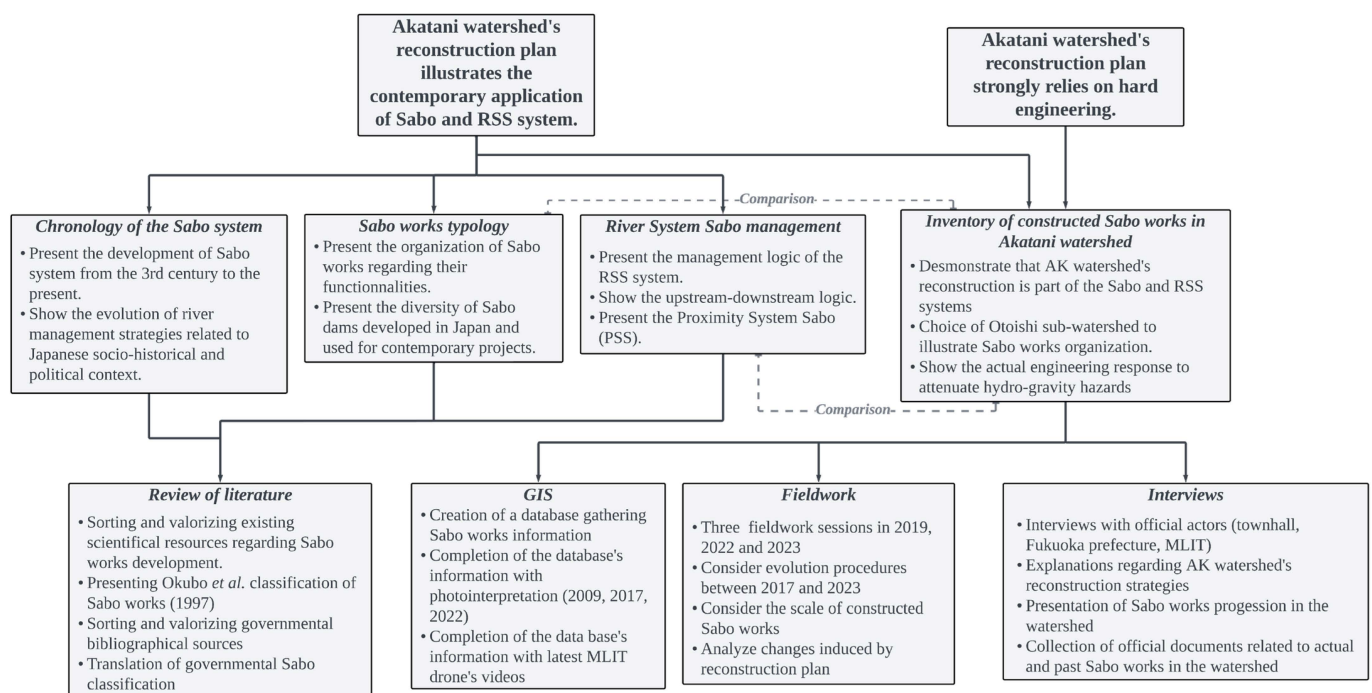 Akatani watershed's
reconstruction plan
illustrates the
contemporary application
of Sabo and RSS system.
Akatani watershed's
reconstruction plan
strongly relies on hard
engineering.
Comparison
Chronology of the Sabo system
• Present the development of Sabo
system from the 3rd century to the
present.
• Show the evolution of river
management strategies related to
Japanese socio-historical and
political context.
Sabo works typology
• Present the organization of Sabo
works regarding their
functionnalities.
• Present the diversity of Sabo
dams developed in Japan and
used for contemporary projects.
River System Sabo management
• Present the management logic of the
RSS system.
• Show the upstream-downstream logic.
• Present the Proximity System Sabo
(PSS).
Inventory of constructed Sabo works in
Akatani watershed
• Desmonstrate that AK watershed's
reconstruction is part of the Sabo and RSS
systems
• Choice of Otoishi sub-watershed to
illustrate Sabo works organization.
• Show the actual engineering response to
attenuate hydro-gravity hazards
Comparison
Review of literature
• Sorting and valorizing existing
scientifical resources regarding Sabo
works development.
• Presenting Okubo et al. classification of
Sabo works (1997)
• Sorting and valorizing governmental
bibliographical sources
• Translation of governmental Sabo
classification
GIS
• Creation of a database gathering
Sabo works information
• Completion of the database's
information with
photointerpretation (2009, 2017,
2022)
• Completion of the data base's
information with latest MLIT
drone's videos
Fieldwork
• Three fieldwork sessions in 2019,
2022 and 2023
• Consider evolution procedures
between 2017 and 2023
• Consider the scale of constructed
Sabo works
• Analyze changes induced by
reconstruction plan
Interviews
• Interviews with official actors (townhall,
Fukuoka prefecture, MLIT)
• Explanations regarding AK watershed's
reconstruction strategies
• Presentation of Sabo works progession in the
watershed
• Collection of official documents related to actual
and past Sabo works in the watershed